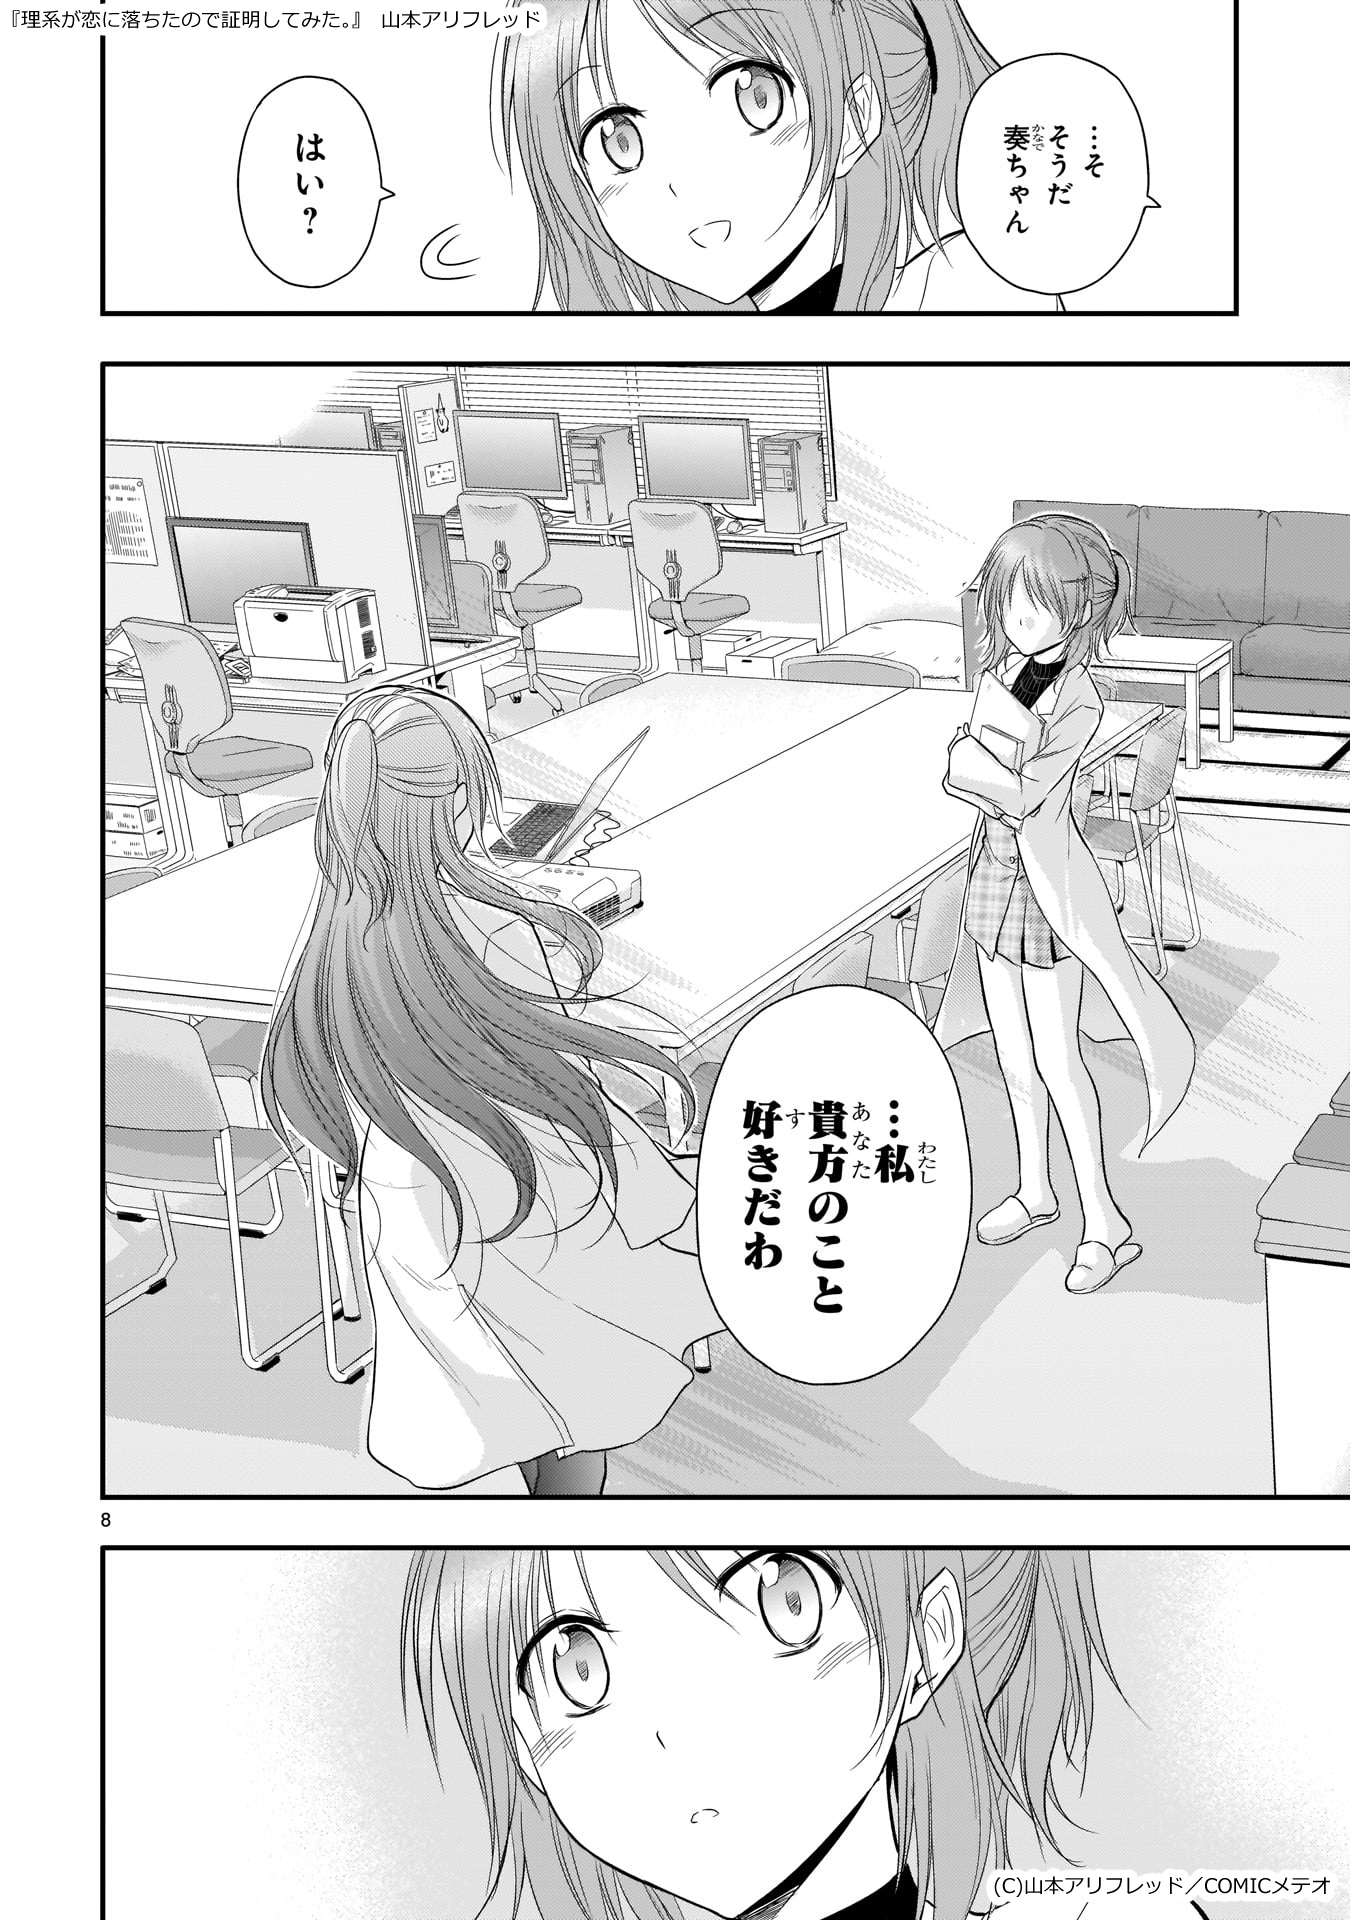 『理系が恋に落ちたので証明してみた。』 山本アリフレッド
…そ
そうだ
奏ちゃん
かなで
はい？
…私
わたし
貴方のこと
あなた
好きだわ
す
8
(C)山本アリフレッド／COMICメテオ